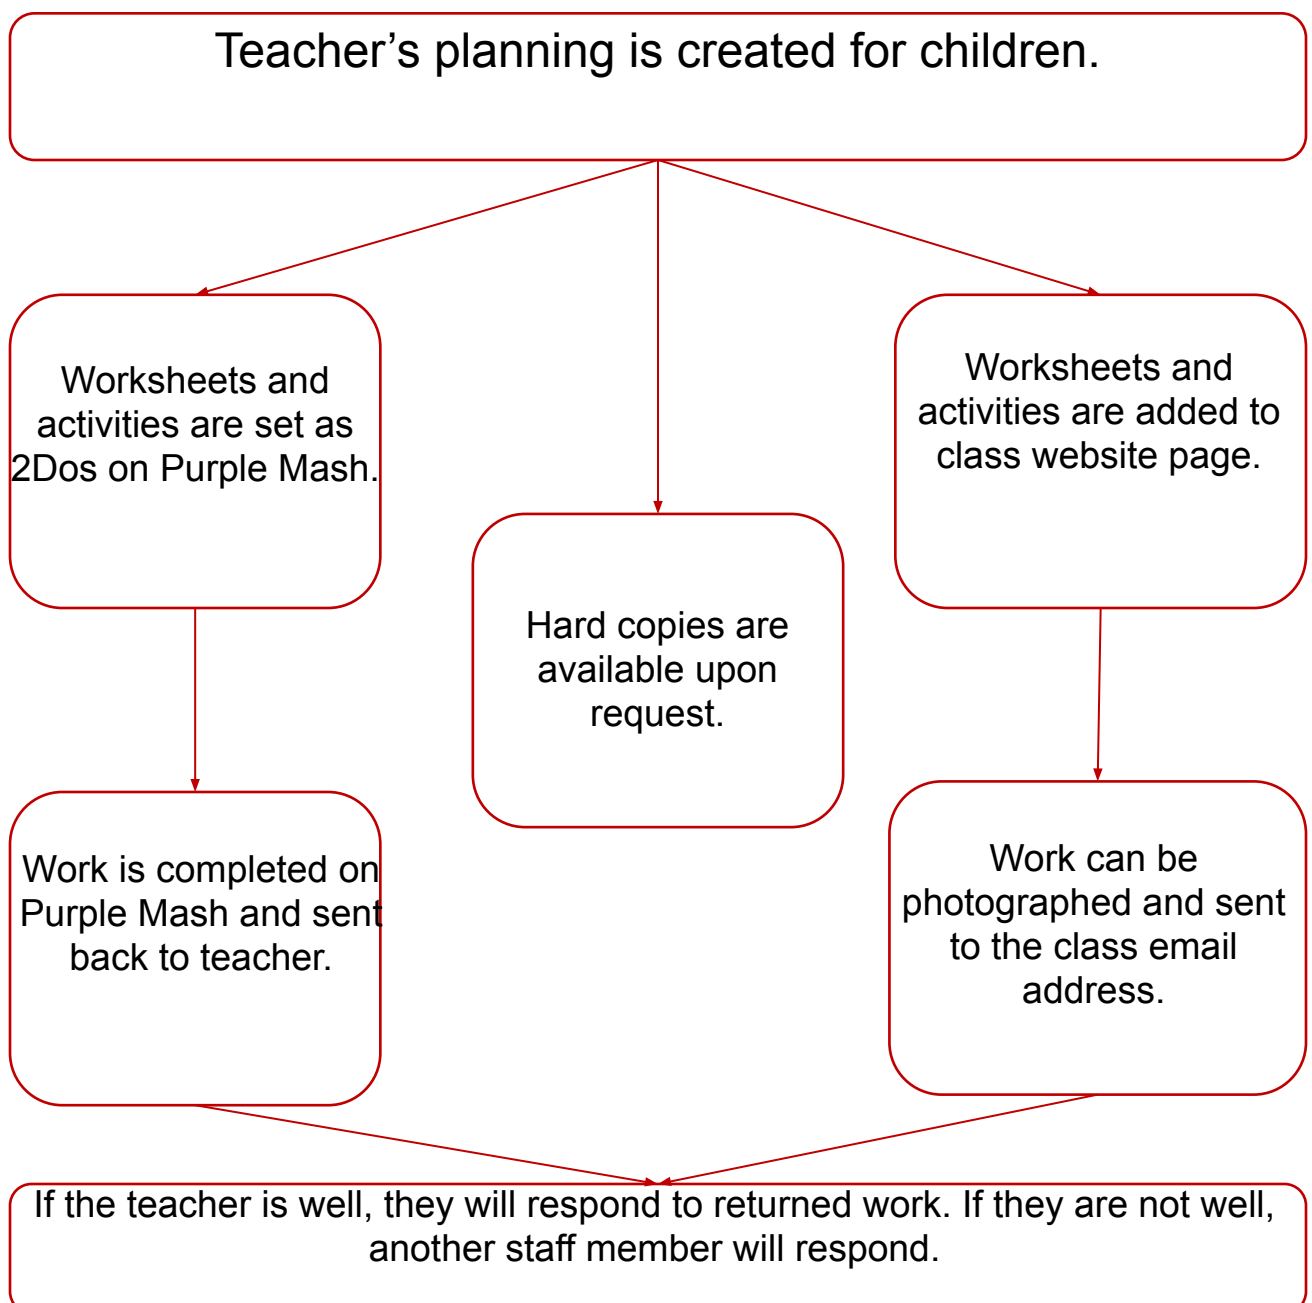 Teacher’s planning is created for children.
Worksheets and
activities are set as
2Dos on Purple Mash.
Worksheets and
activities are added to
class website page.
Hard copies are
available upon
request.
Work is completed on
Purple Mash and sent
back to teacher.
Work can be
photographed and sent
to the class email
address.
If the teacher is well, they will respond to returned work. If they are not well,
another staff member will respond.